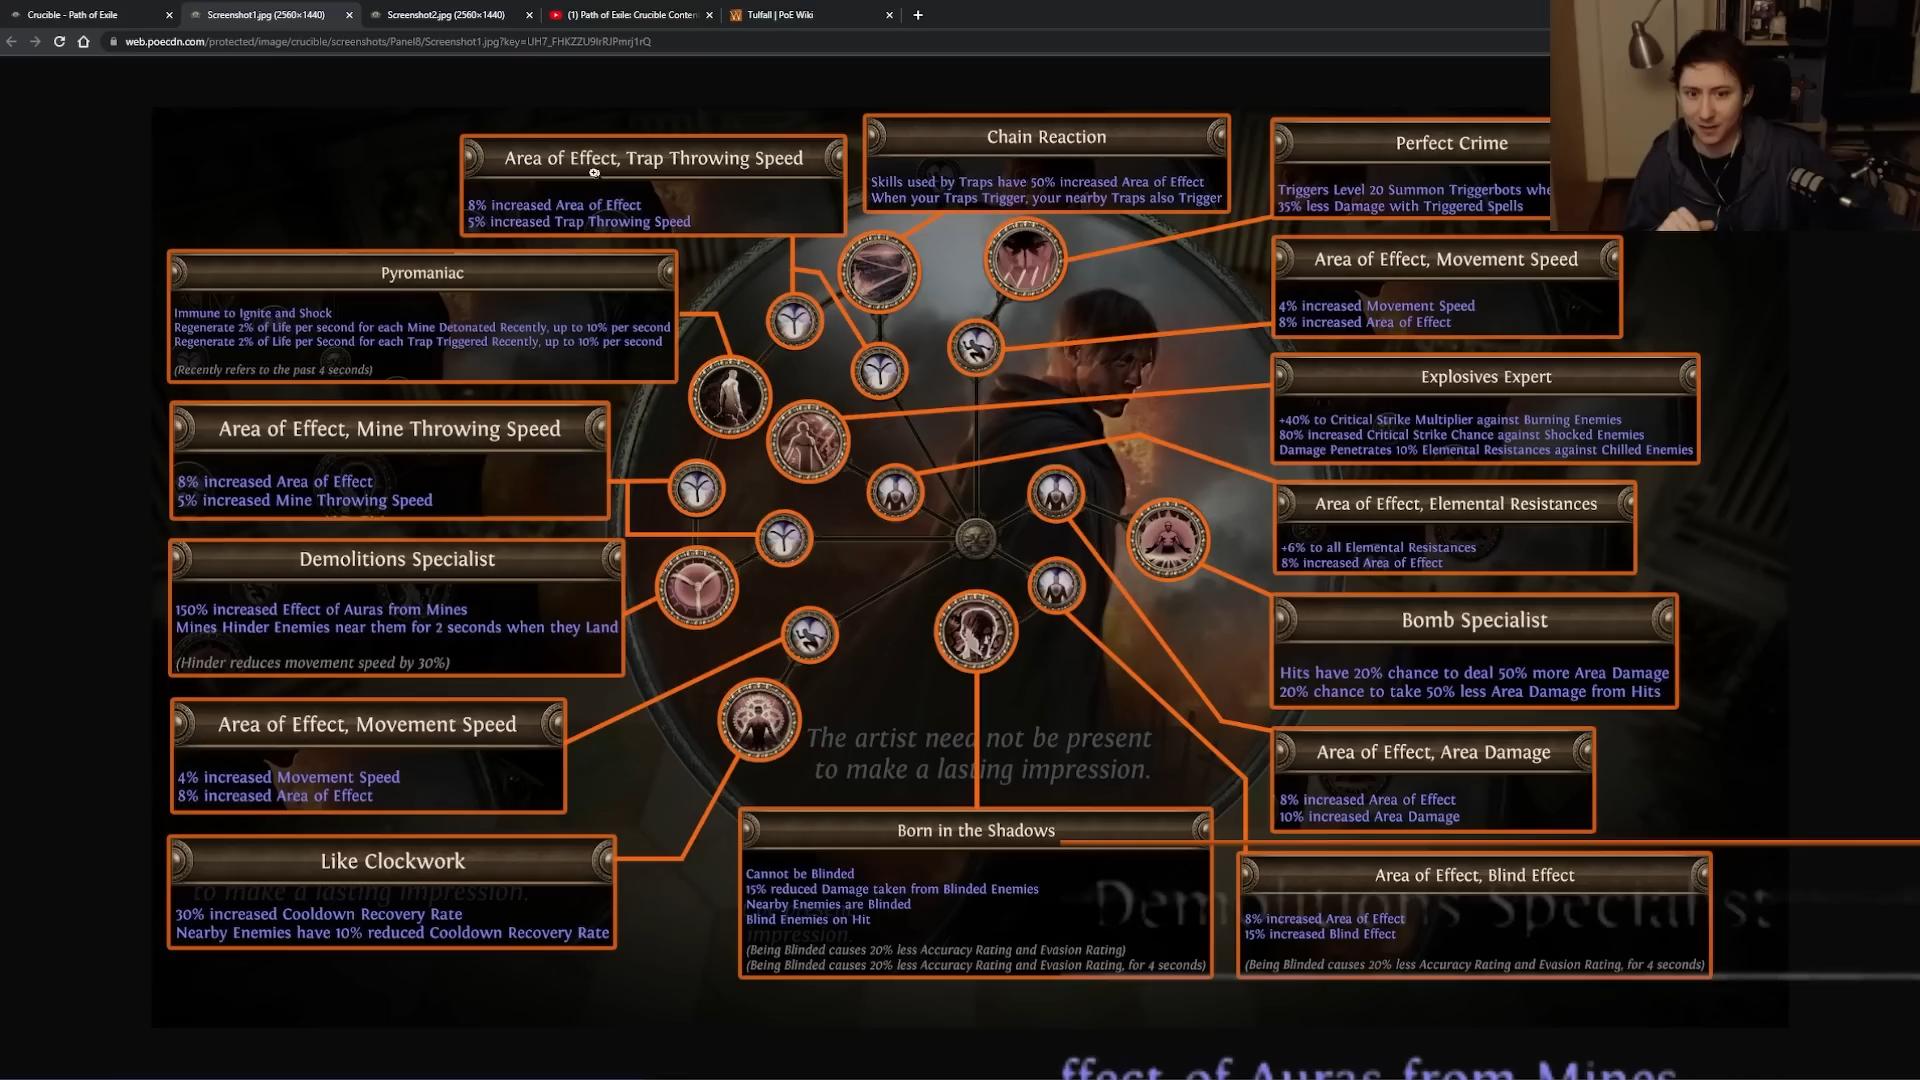 Crucible - Path of Exile
Screenshot1.jpg (2560×1440)
Screenshot2.jpg (2560×1440)
(1) Path of Exile: Crucible Conten
Tulfall | PoE Wiki
web.poecdn.com/protected/image/crucible/screenshots/Panel8/Screenshot1.jpg?key=UH7_FHKZZU9IrRJPmrj1rQ
Area of Effect, Trap Throwing Speed
8% increased Area of Effect
5% increased Trap Throwing Speed
Chain Reaction
Skills used by Traps have 50% increased Area of Effect
When your Traps Trigger, your nearby Traps also Trigger
Perfect Crime
Triggers Level 20 Summon Triggerbots whe
35% less Damage with Triggered Spells
Pyromaniac
Immune to Ignite and Shock
Regenerate 2% of Life per second for each Mine Detonated Recently, up to 10% per second
Regenerate 2% of Life per Second for each Trap Triggered Recently, up to 10% per second
(Recently refers to the past 4 seconds)
Area of Effect, Movement Speed
4% increased Movement Speed
8% increased Area of Effect
Explosives Expert
+40% to Critical Strike Multiplier against Burning Enemies
80% increased Critical Strike Chance against Shocked Enemies
Damage Penetrates 10% Elemental Resistances against Chilled Enemies
Area of Effect, Mine Throwing Speed
8% increased Area of Effect
5% increased Mine Throwing Speed
Area of Effect, Elemental Resistances
+6% to all Elemental Resistances
8% increased Area of Effect
Demolitions Specialist
150% increased Effect of Auras from Mines
Mines Hinder Enemies near them for 2 seconds when they Land
(Hinder reduces movement speed by 30%)
Bomb Specialist
Hits have 20% chance to deal 50% more Area Damage
20% chance to take 50% less Area Damage from Hits
Area of Effect, Movement Speed
4% increased Movement Speed
8% increased Area of Effect
The artist need not be present
to make a lasting impression.
Area of Effect, Area Damage
8% increased Area of Effect
10% increased Area Damage
Like Clockwork
to make a lasting impression.
30% increased Cooldown Recovery Rate
Nearby Enemies have 10% reduced Cooldown Recovery Rate
Born in the Shadows
Cannot be Blinded
15% reduced Damage taken from Blinded Enemies
Nearby Enemies are Blinded
Blind Enemies on Hit
impression.
(Being Blinded causes 20% less Accuracy Rating and Evasion Rating)
(Being Blinded causes 20% less Accuracy Rating and Evasion Rating, for 4 seconds)
Area of Effect, Blind Effect
Demolitions Specialist
8% increased Area of Effect
15% increased Blind Effect
(Being Blinded causes 20% less Accuracy Rating and Evasion Rating, for 4 seconds)
ffect of Auras from Mines